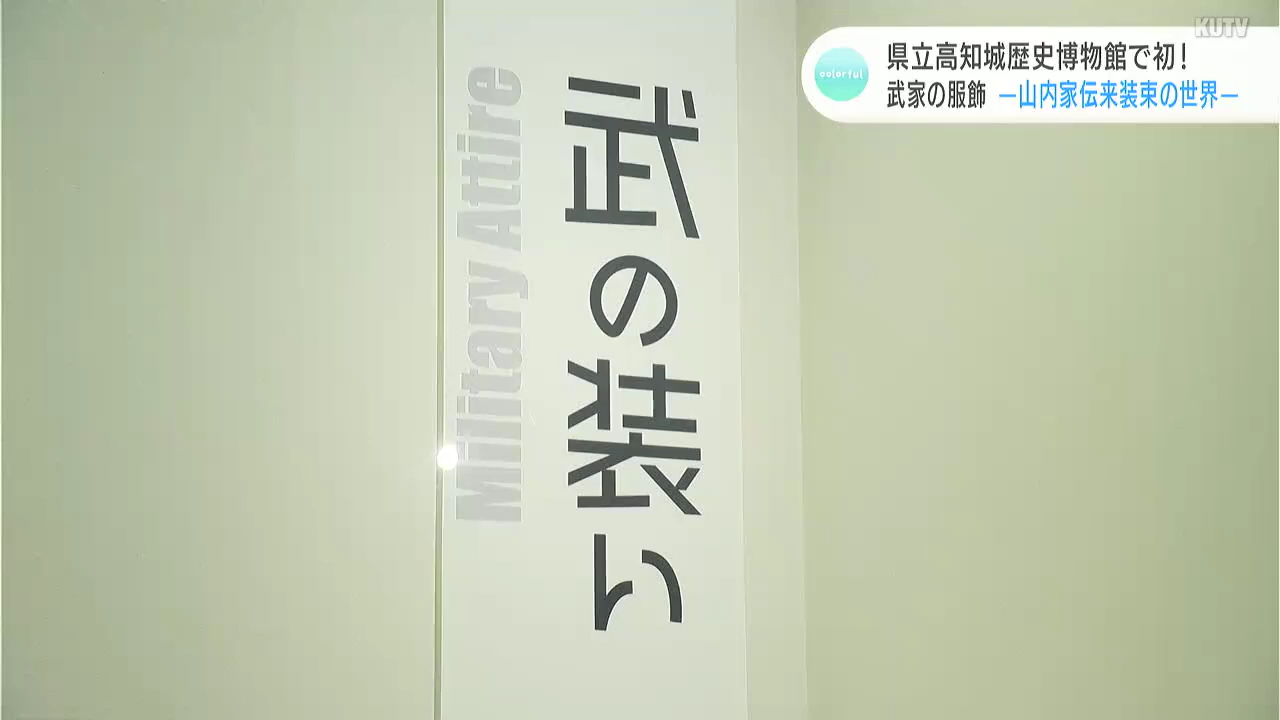 武の装い
Military Attire
KUTV
colorful
県立高知城歴史博物館で初!
武家の服飾 ―山内家伝来装束の世界―